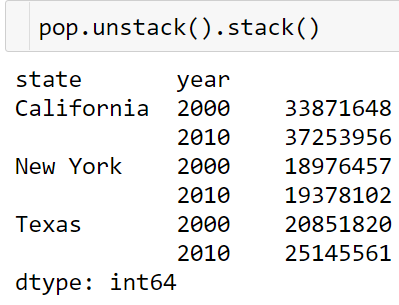 pop.unstack().stack()
state       year
California  2000    33871648
            2010    37253956
New York    2000    18976457
            2010    19378102
Texas       2000    20851820
            2010    25145561
dtype: int64